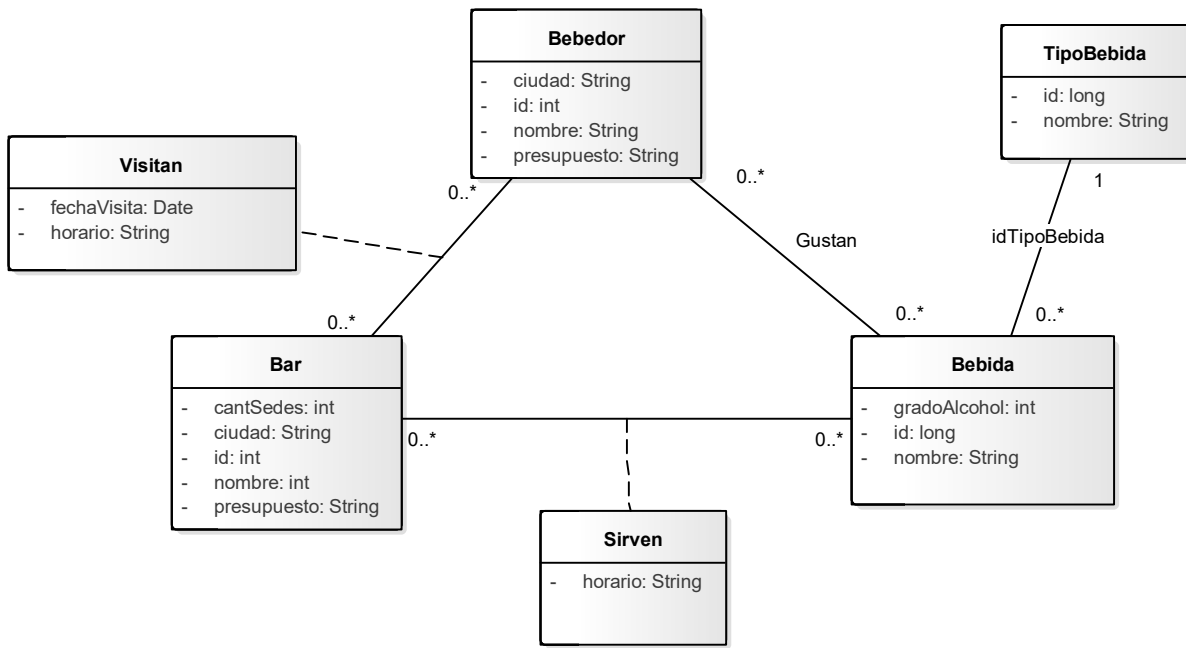 Bebedor
- ciudad: String
- id: int
- nombre: String
- presupuesto: String
TipoBebida
- id: long
- nombre: String
Visitan
- fechaVisita: Date
- horario: String
0..*
0..*
1
Gustan
idTipoBebida
0..*
0..*
0..*
Bar
- cantSedes: int
- ciudad: String
- id: int
- nombre: int
- presupuesto: String
Bebida
- gradoAlcohol: int
- id: long
- nombre: String
0..*
0..*
Sirven
- horario: String